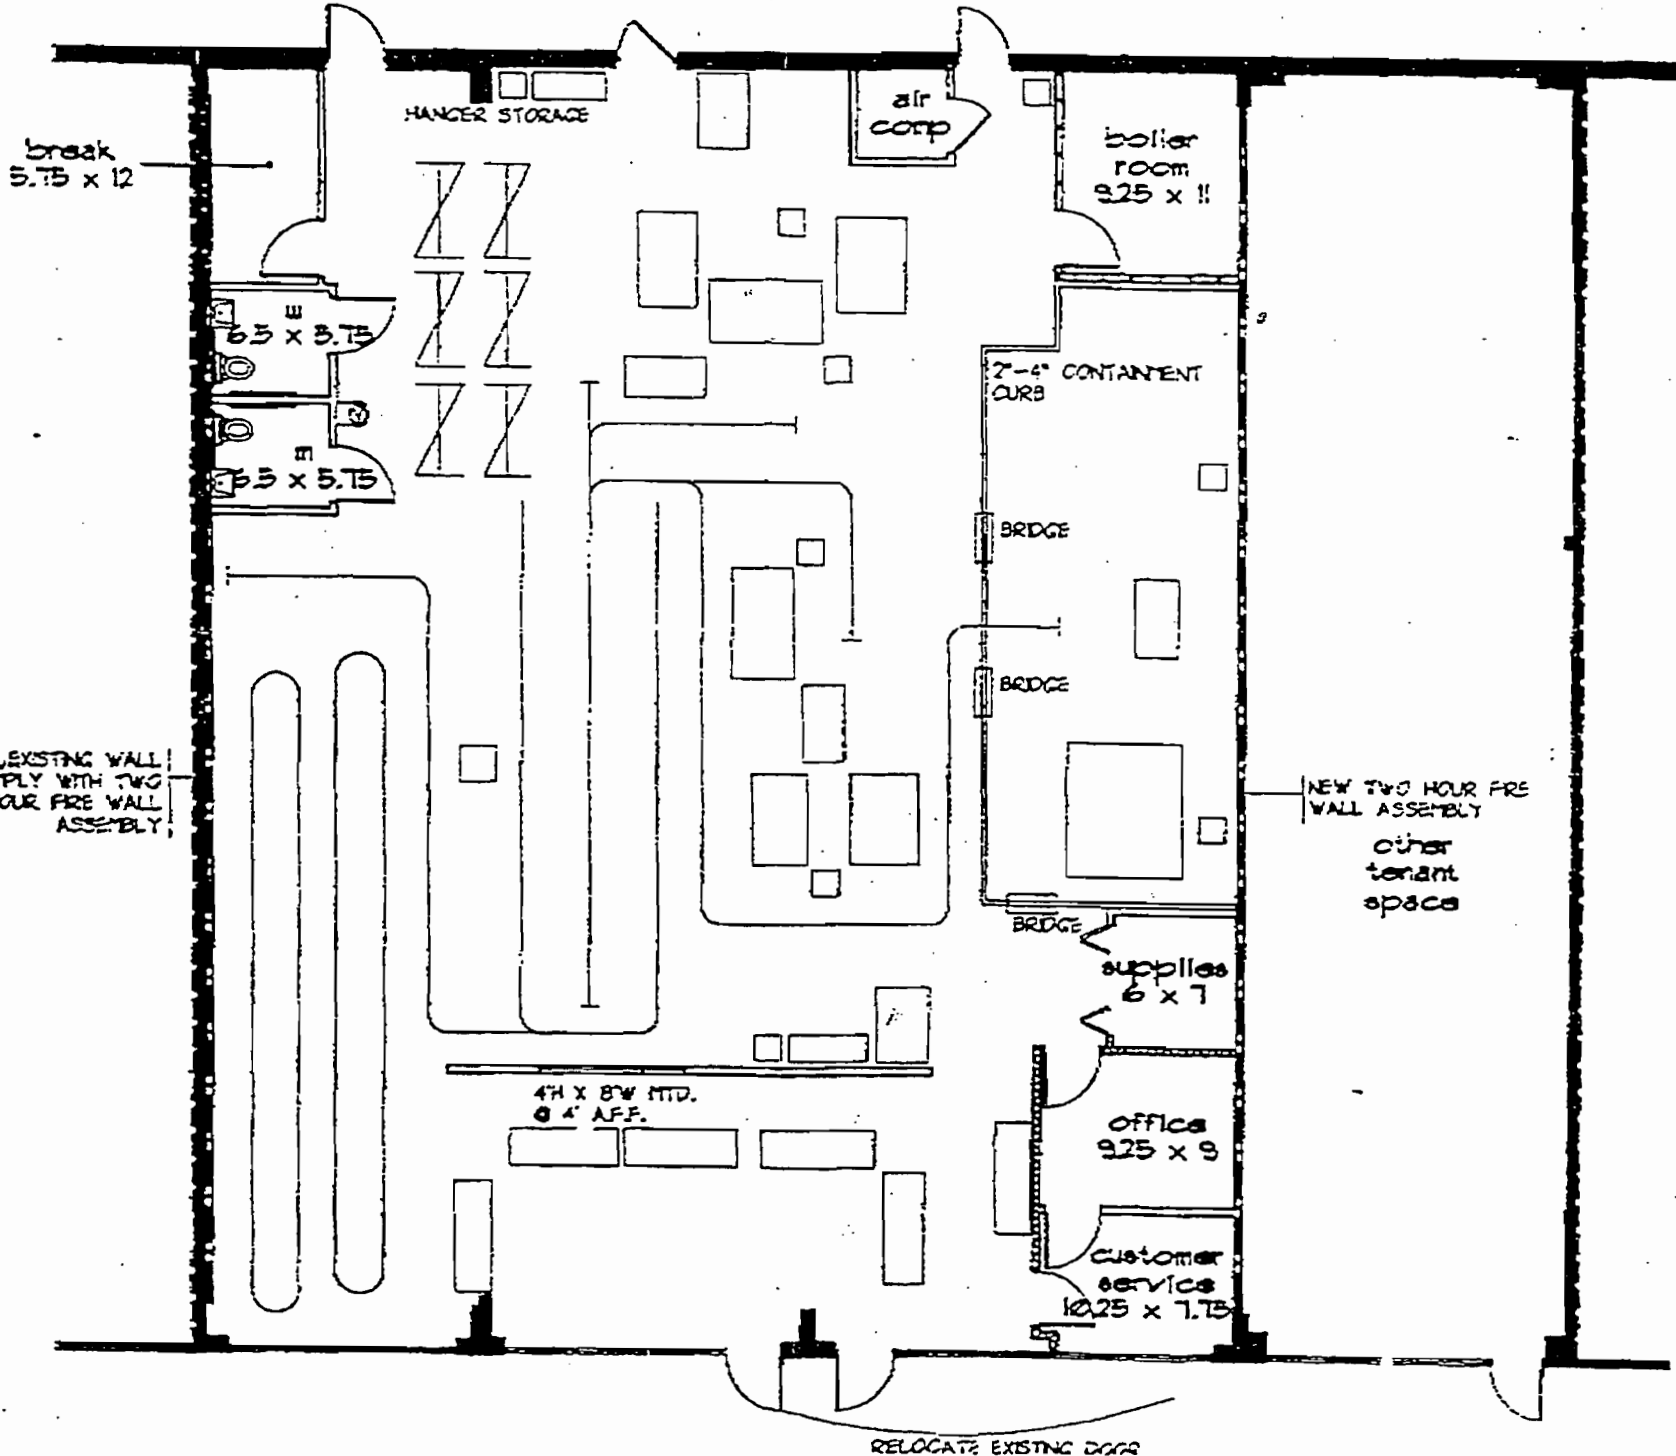 HANGER STORAGE
air
comp
boiler
room
9.25 x 11
break
5.75 x 12
6.5 x 5.75
2"-4" CONTAINMENT
CURB
m
6.5 x 5.75
BRIDGE
BRIDGE
EXISTING WALL
PLY WITH TWO
OUR FIRE WALL
ASSEMBLY
NEW TWO HOUR FIRE
WALL ASSEMBLY
other
tenant
space
BRIDGE
supplies
6 x 7
4'H X 8'W MTD.
@ 4' A.F.F.
office
9.25 x 9
customer
service
10.25 x 7.75
RELOCATE EXISTING DOOR